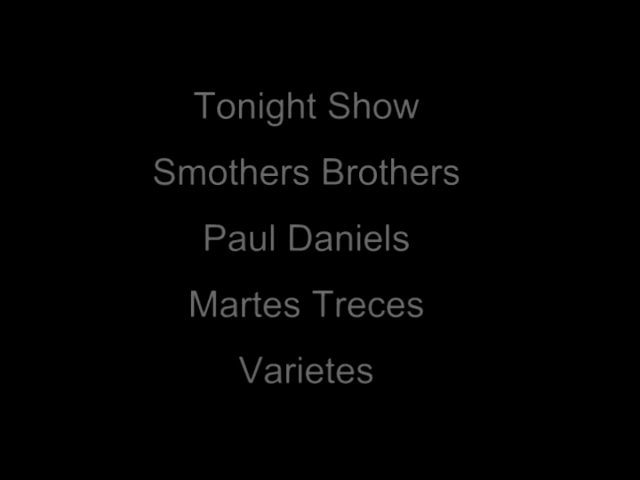 Tonight Show
Smothers Brothers
Paul Daniels
Martes Treces
Varietes